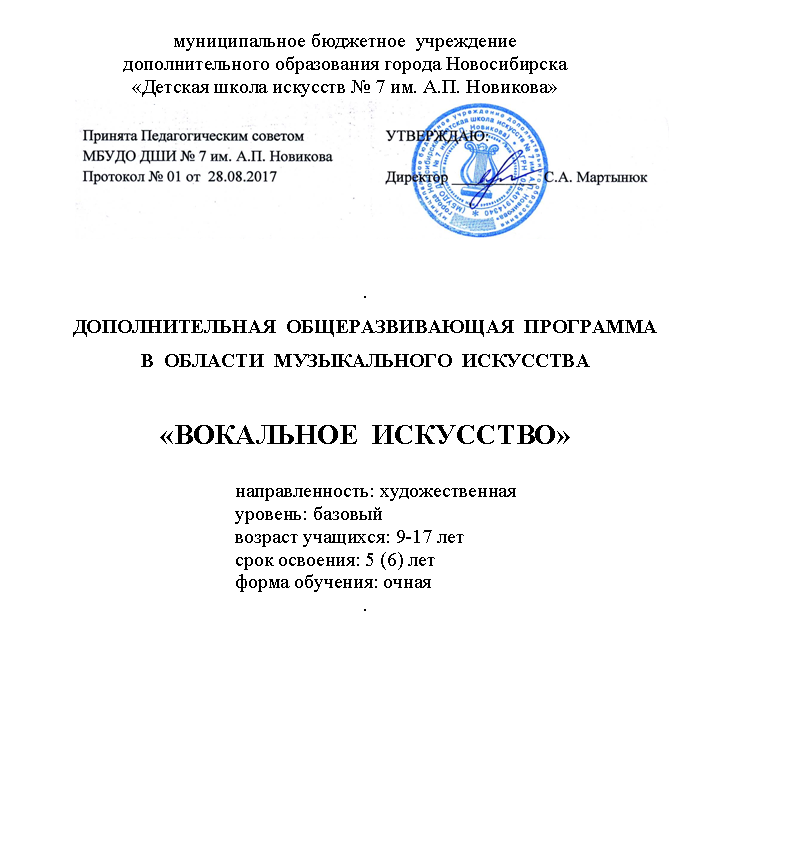 муниципальное бюджетное учреждение
дополнительного образования города Новосибирска
«Детская школа искусств № 7 им. А.П. Новикова»
Принята Педагогическим советом
МБУДО ДШИ № 7 им. А.П. Новикова
Протокол № 01 от 28.08.2017
УТВЕРЖДАЮ:
Директор С.А. Мартынюк
.
ДОПОЛНИТЕЛЬНАЯ ОБЩЕРАЗВИВАЮЩАЯ ПРОГРАММА
В ОБЛАСТИ МУЗЫКАЛЬНОГО ИСКУССТВА
«ВОКАЛЬНОЕ ИСКУССТВО»
направленность: художественная
уровень: базовый
возраст учащихся: 9-17 лет
срок освоения: 5 (6) лет
форма обучения: очная
.